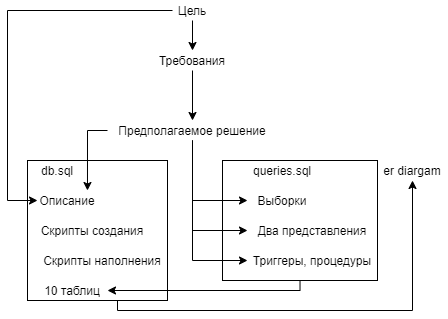 Цель
Требования
Предполагаемое решение
db.sql
Описание
Скрипты создания
Скрипты наполнения
10 таблиц
queries.sql
Выборки
Два представления
Триггеры, процедуры
er diargam